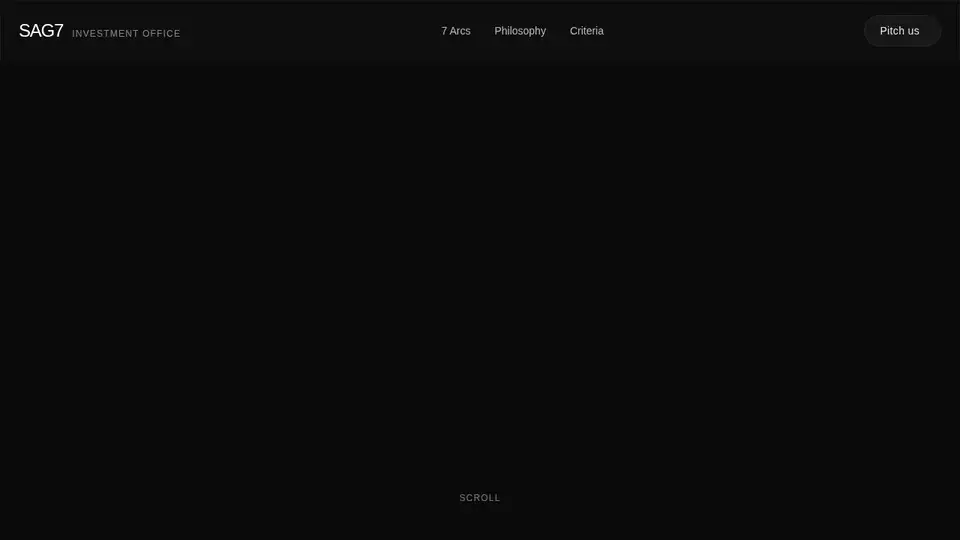 SAG7 INVESTMENT OFFICE
7 Arcs Philosophy Criteria
Pitch us
SCROLL